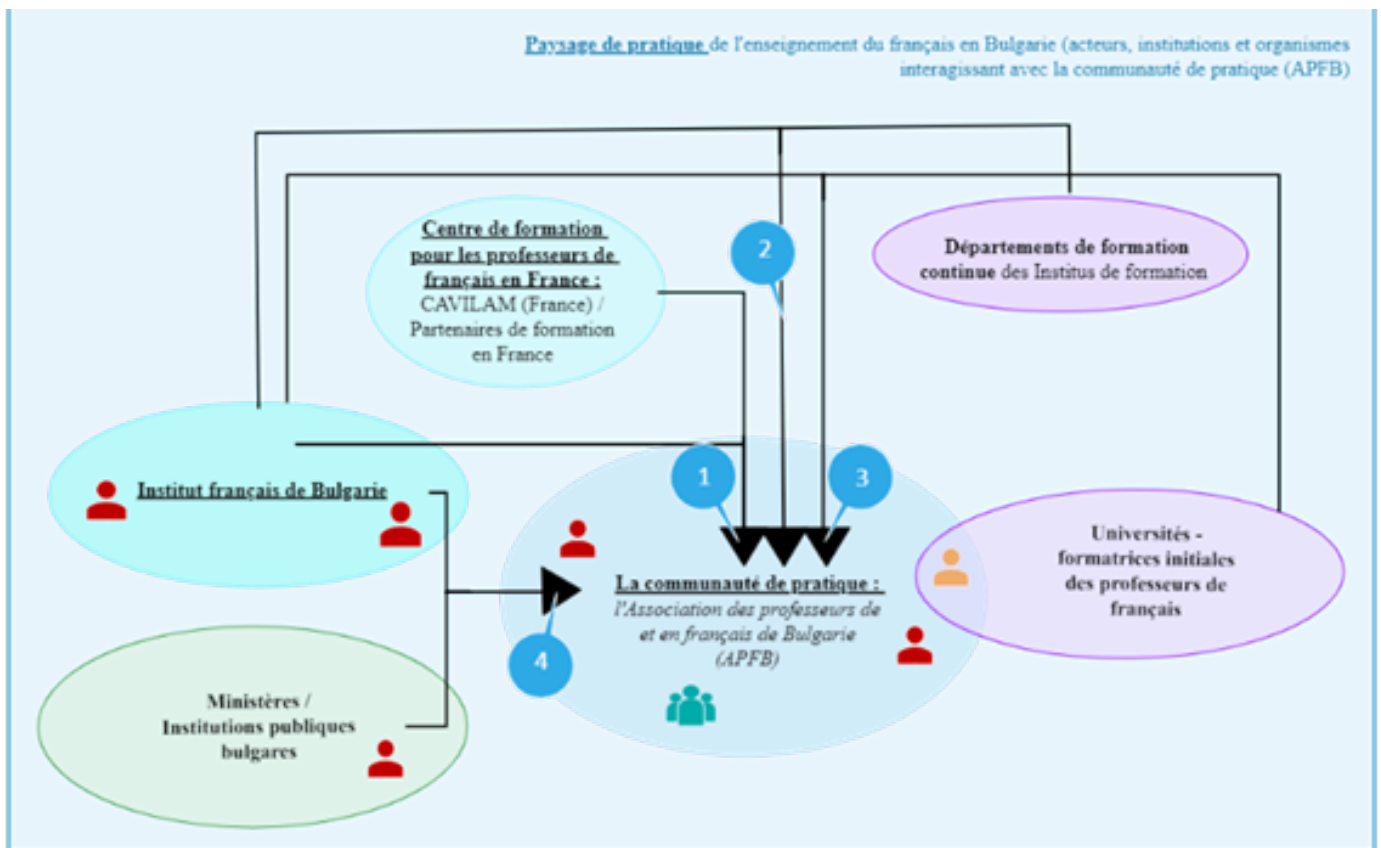 Paysage de pratique de l'enseignement du français en Bulgarie (acteurs, institutions et organismes
interagissant avec la communauté de pratique (APFB)
Centre de formation
pour les professeurs de
français en France :
CAVILAM (France) /
Partenaires de formation
en France
2
Départements de formation
continue des Institus de formation
Institut français de Bulgarie
1
3
Universités -
formatrices initiales
des professeurs de
français
La communauté de pratique :
l'Association des professeurs de
et en français de Bulgarie
(APFB)
4
Ministères /
Institutions publiques
bulgares